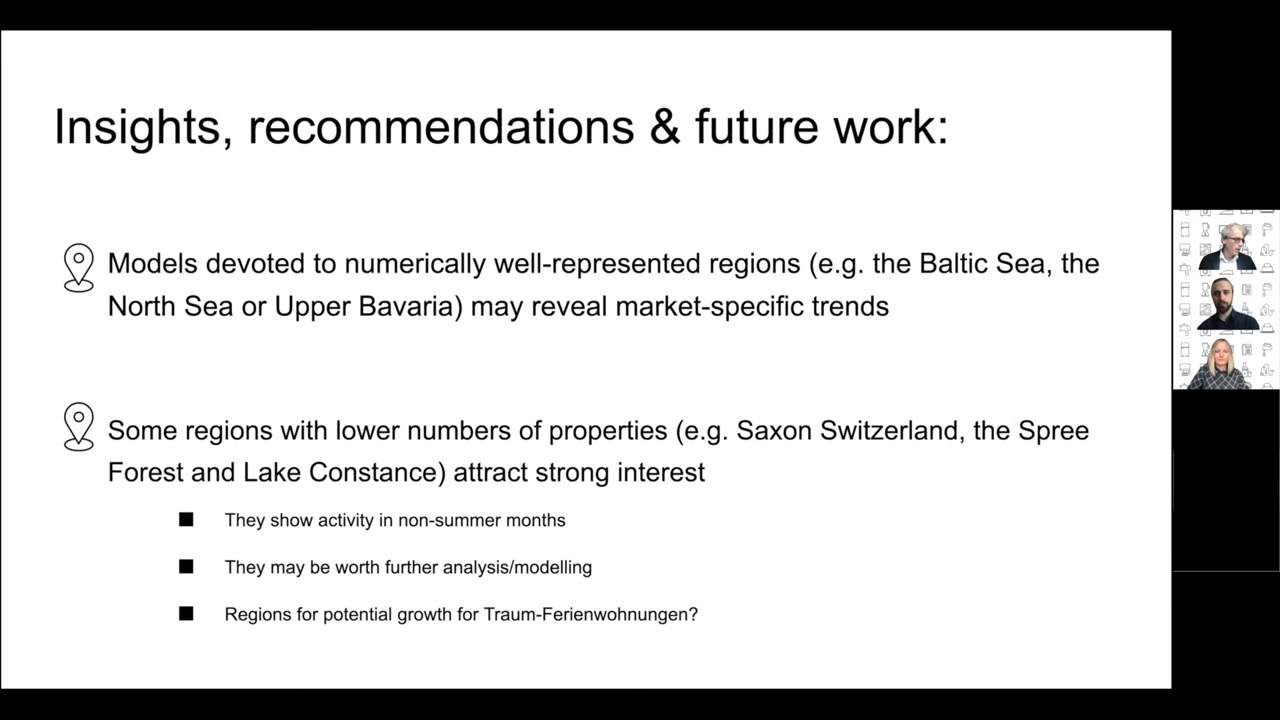 Insights, recommendations & future work:
Models devoted to numerically well-represented regions (e.g. the Baltic Sea, the
North Sea or Upper Bavaria) may reveal market-specific trends
Some regions with lower numbers of properties (e.g. Saxon Switzerland, the Spree
Forest and Lake Constance) attract strong interest
They show activity in non-summer months
They may be worth further analysis/modelling
Regions for potential growth for Traum-Ferienwohnungen?